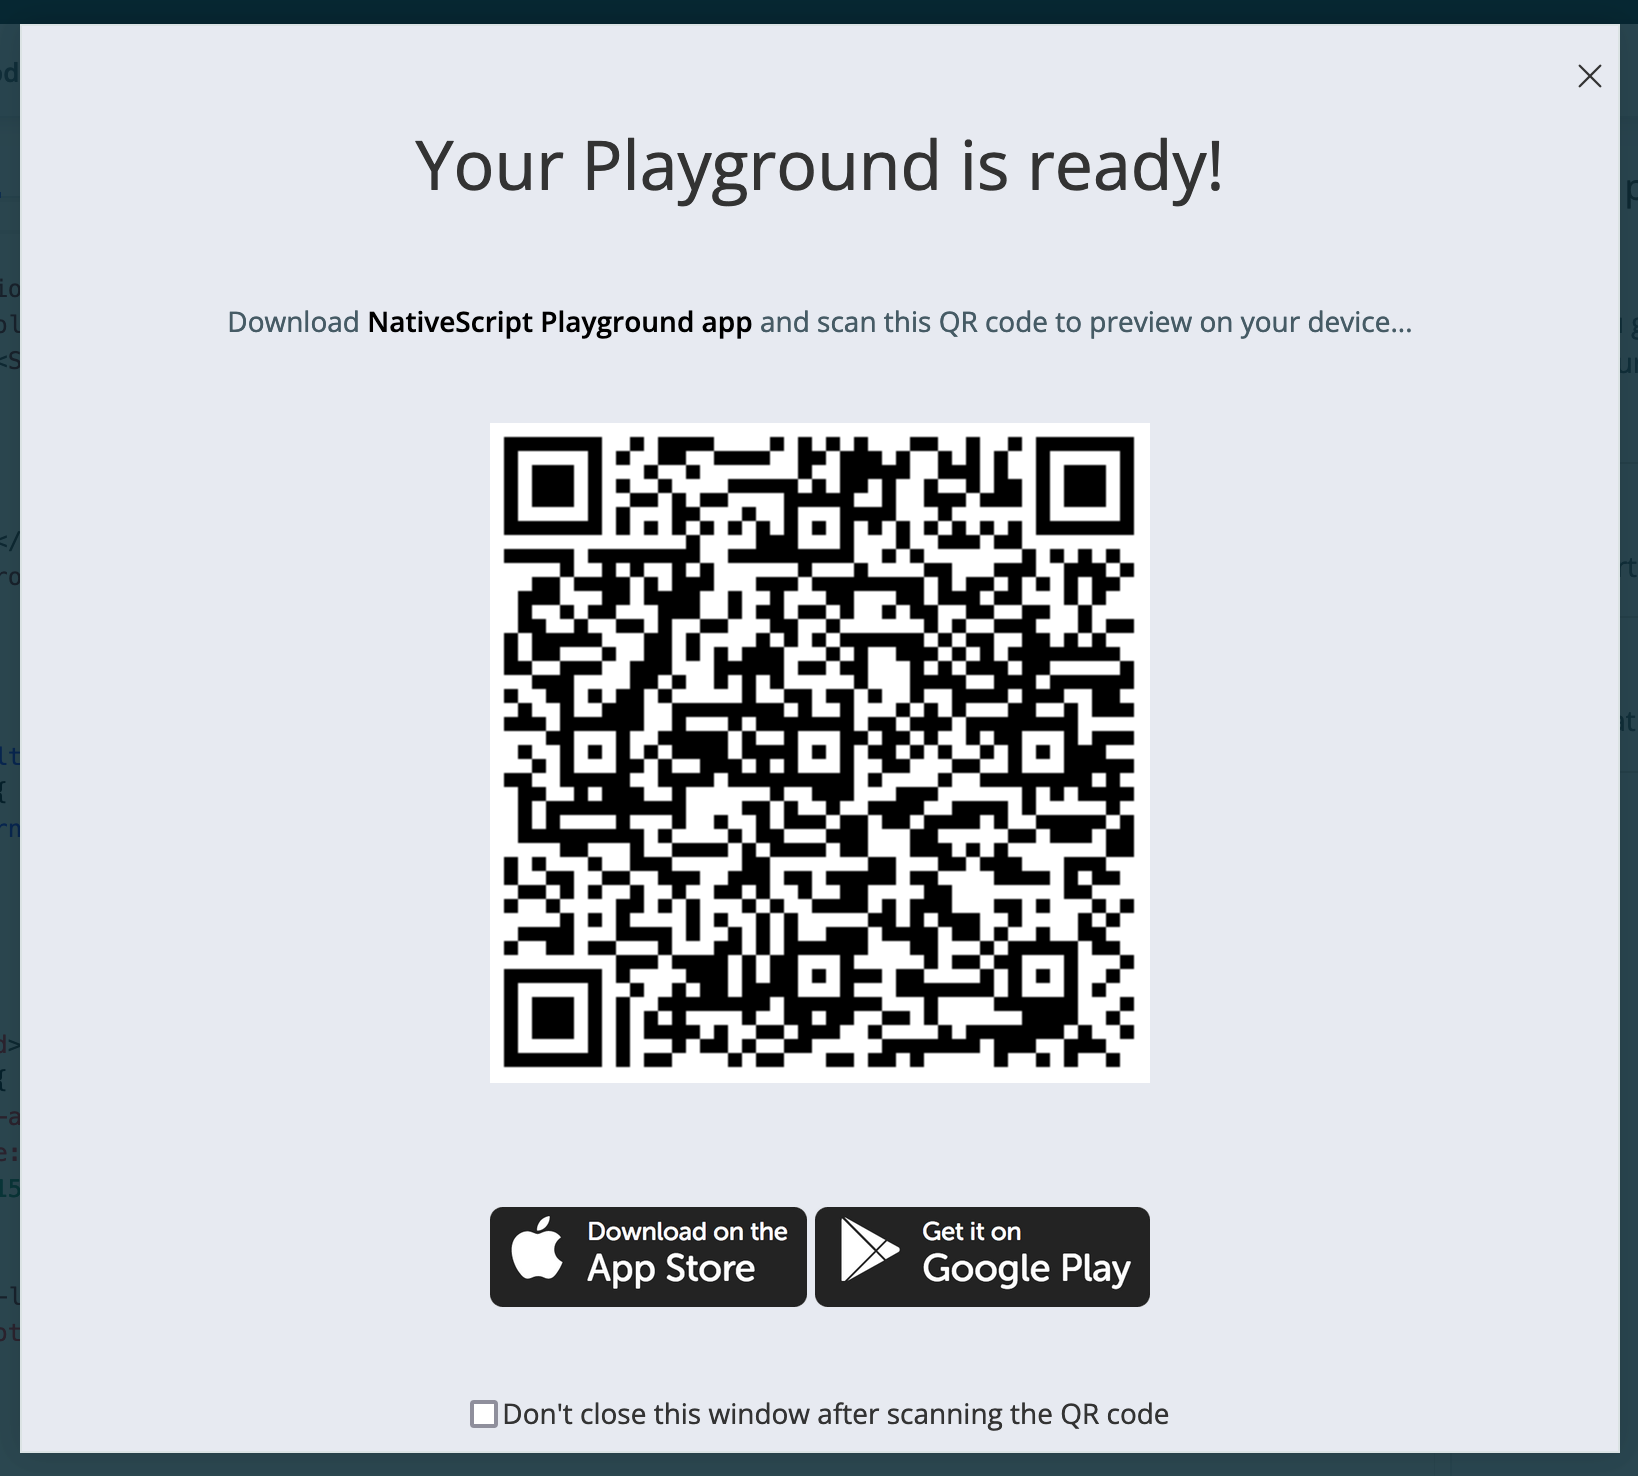 Your Playground is ready!
Download NativeScript Playground app and scan this QR code to preview on your device...
Download on the
App Store
Get it on
Google Play
Don't close this window after scanning the QR code